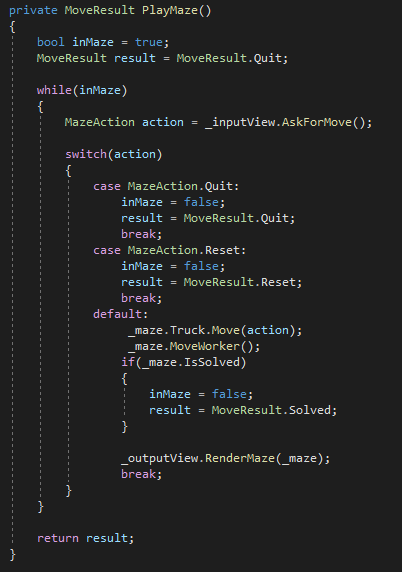 private MoveResult PlayMaze()
{
    bool inMaze = true;
    MoveResult result = MoveResult.Quit;

    while(inMaze)
    {
        MazeAction action = _inputView.AskForMove();

        switch(action)
        {
            case MazeAction.Quit:
                inMaze = false;
                result = MoveResult.Quit;
                break;
            case MazeAction.Reset:
                inMaze = false;
                result = MoveResult.Reset;
                break;
            default:
                 _maze.Truck.Move(action);
                 _maze.MoveWorker();
                if(_maze.IsSolved)
                {
                    inMaze = false;
                    result = MoveResult.Solved;
                }

                _outputView.RenderMaze(_maze);
                break;
        }
    }

    return result;
}